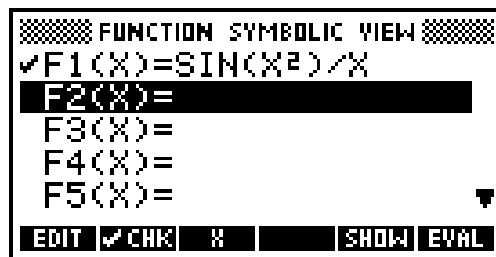 FUNCTION SYMBOLIC VIEW
✔F1(X)=SIN(X²)/X
F2(X)=
F3(X)=
F4(X)=
F5(X)=
EDIT ✔CHK X SHOW EVAL